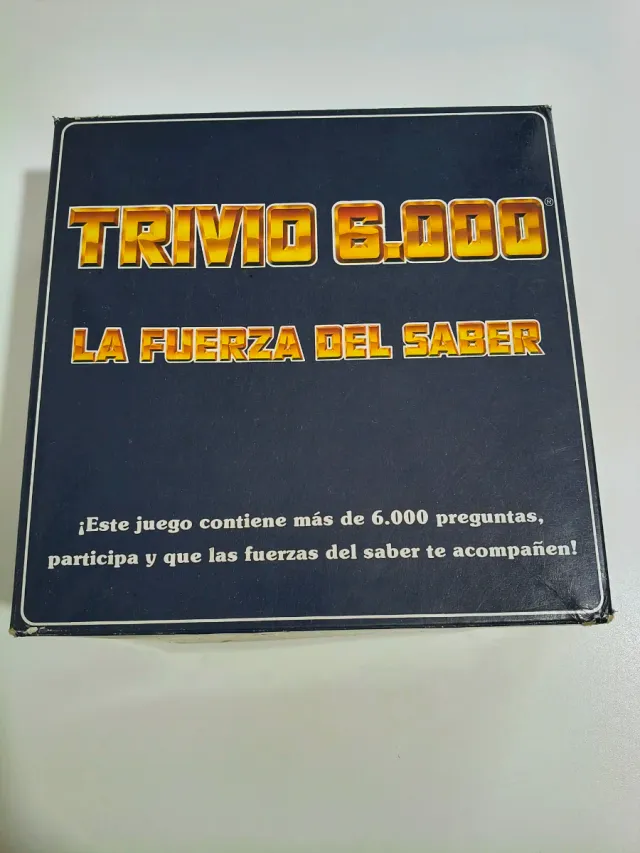 TRIVIO 6.000®
LA FUERZA DEL SABER
¡Este juego contiene más de 6.000 preguntas,
participa y que las fuerzas del saber te acompañen!